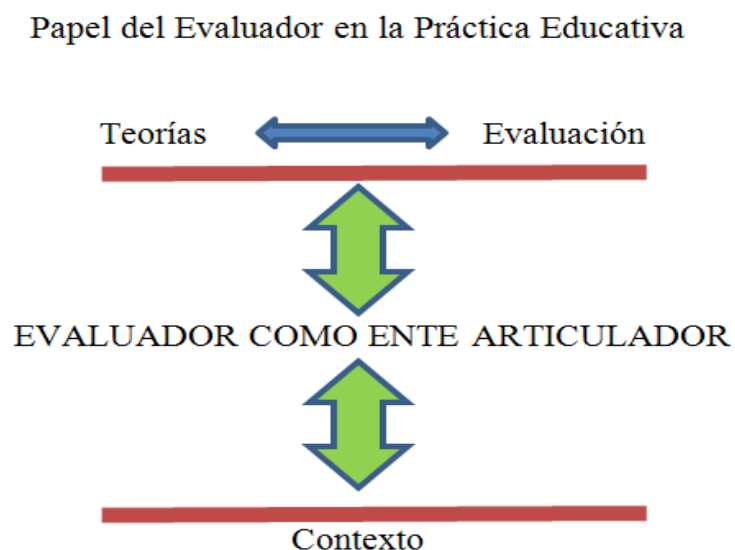 Papel del Evaluador en la Práctica Educativa
Teorías Evaluación
EVALUADOR COMO ENTE ARTICULADOR
Contexto